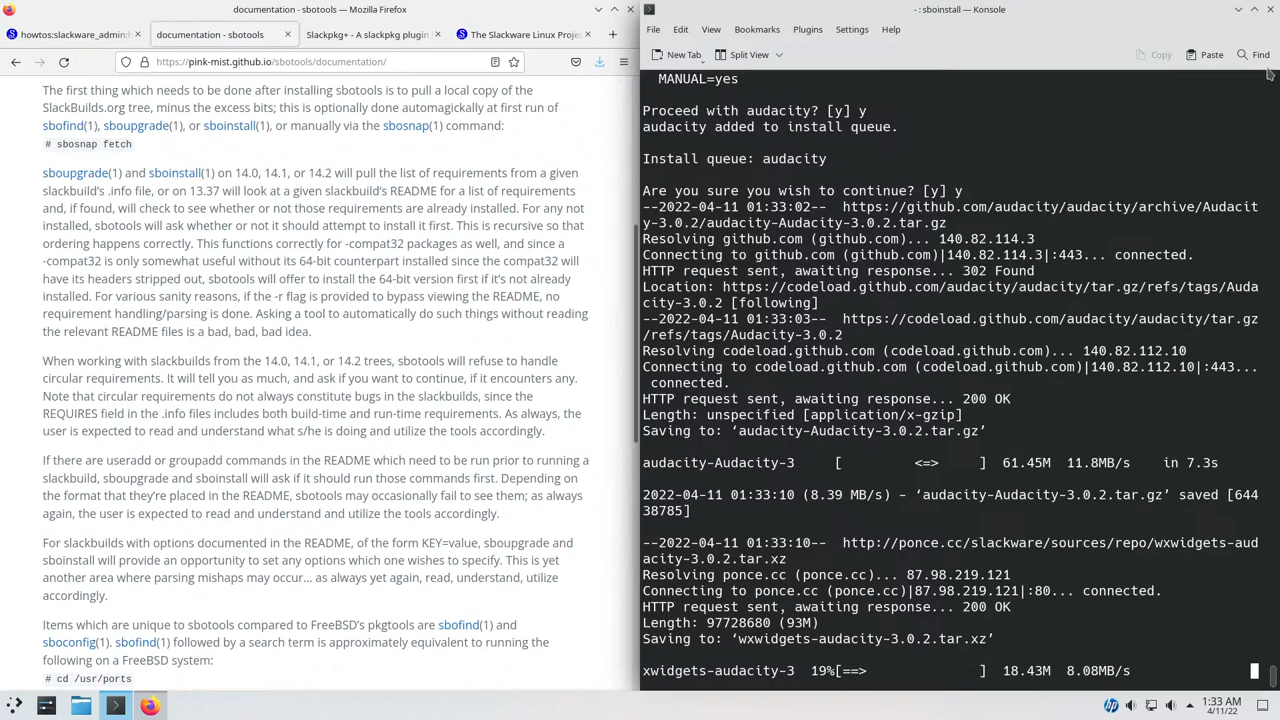 documentation - sbotools — Mozilla Firefox
howtos:slackware_admin:
documentation - sbotools
Slackpkg+ - A slackpkg plugin
The Slackware Linux Proje
https://pink-mist.github.io/sbotools/documentation/
The first thing which needs to be done after installing sbotools is to pull a local copy of the
SlackBuilds.org tree, minus the excess bits; this is optionally done automagickally at first run of
sbofind(1), sboupgrade(1), or sboinstall(1), or manually via the sbosnap(1) command:
# sbosnap fetch
sboupgrade(1) and sboinstall(1) on 14.0, 14.1, or 14.2 will pull the list of requirements from a given
slackbuild's .info file, or on 13.37 will look at a given slackbuild's README for a list of requirements
and, if found, will check to see whether or not those requirements are already installed. For any not
installed, sbotools will ask whether or not it should attempt to install it first. This is recursive so that
ordering happens correctly. This functions correctly for -compat32 packages as well, and since a
-compat32 is only somewhat useful without its 64-bit counterpart installed since the compat32 will
have its headers stripped out, sbotools will offer to install the 64-bit version first if it's not already
installed. For various sanity reasons, if the -r flag is provided to bypass viewing the README, no
requirement handling/parsing is done. Asking a tool to automatically do such things without reading
the relevant README files is a bad, bad, bad idea.
When working with slackbuilds from the 14.0, 14.1, or 14.2 trees, sbotools will refuse to handle
circular requirements. It will tell you as much, and ask if you want to continue, if it encounters any.
Note that circular requirements do not always constitute bugs in the slackbuilds, since the
REQUIRES field in the .info files includes both build-time and run-time requirements. As always, the
user is expected to read and understand what s/he is doing and utilize the tools accordingly.
If there are useradd or groupadd commands in the README which need to be run prior to running a
slackbuild, sboupgrade and sboinstall will ask if it should run those commands first. Depending on
the format that they're placed in the README, sbotools may occasionally fail to see them; as always
again, the user is expected to read and understand and utilize the tools accordingly.
For slackbuilds with options documented in the README, of the form KEY=value, sboupgrade and
sboinstall will provide an opportunity to set any options which one wishes to specify. This is yet
another area where parsing mishaps may occur... as always yet again, read, understand, utilize
accordingly.
Items which are unique to sbotools compared to FreeBSD's pkgtools are sbofind(1) and
sboconfig(1). sbofind(1) followed by a search term is approximately equivalent to running the
following on a FreeBSD system:
# cd /usr/ports
- : sboinstall — Konsole
File Edit View Bookmarks Plugins Settings Help
New Tab Split View Copy Paste Find
MANUAL=yes
Proceed with audacity? [y] y
audacity added to install queue.
Install queue: audacity
Are you sure you wish to continue? [y] y
--2022-04-11 01:33:02-- https://github.com/audacity/audacity/archive/Audacit
y-3.0.2/audacity-Audacity-3.0.2.tar.gz
Resolving github.com (github.com)... 140.82.114.3
Connecting to github.com (github.com)|140.82.114.3|:443... connected.
HTTP request sent, awaiting response... 302 Found
Location: https://codeload.github.com/audacity/audacity/tar.gz/refs/tags/Auda
city-3.0.2 [following]
--2022-04-11 01:33:03-- https://codeload.github.com/audacity/audacity/tar.gz
/refs/tags/Audacity-3.0.2
Resolving codeload.github.com (codeload.github.com)... 140.82.112.10
Connecting to codeload.github.com (codeload.github.com)|140.82.112.10|:443...
connected.
HTTP request sent, awaiting response... 200 OK
Length: unspecified [application/x-gzip]
Saving to: ‘audacity-Audacity-3.0.2.tar.gz’
audacity-Audacity-3 [ <=> ] 61.45M 11.8MB/s in 7.3s
2022-04-11 01:33:10 (8.39 MB/s) - ‘audacity-Audacity-3.0.2.tar.gz’ saved [644
38785]
--2022-04-11 01:33:10-- http://ponce.cc/slackware/sources/repo/wxwidgets-aud
acity-3.0.2.tar.xz
Resolving ponce.cc (ponce.cc)... 87.98.219.121
Connecting to ponce.cc (ponce.cc)|87.98.219.121|:80... connected.
HTTP request sent, awaiting response... 200 OK
Length: 97728680 (93M)
Saving to: ‘wxwidgets-audacity-3.0.2.tar.xz’
xwidgets-audacity-3 19%[==> ] 18.43M 8.08MB/s
1:33 AM
4/11/22